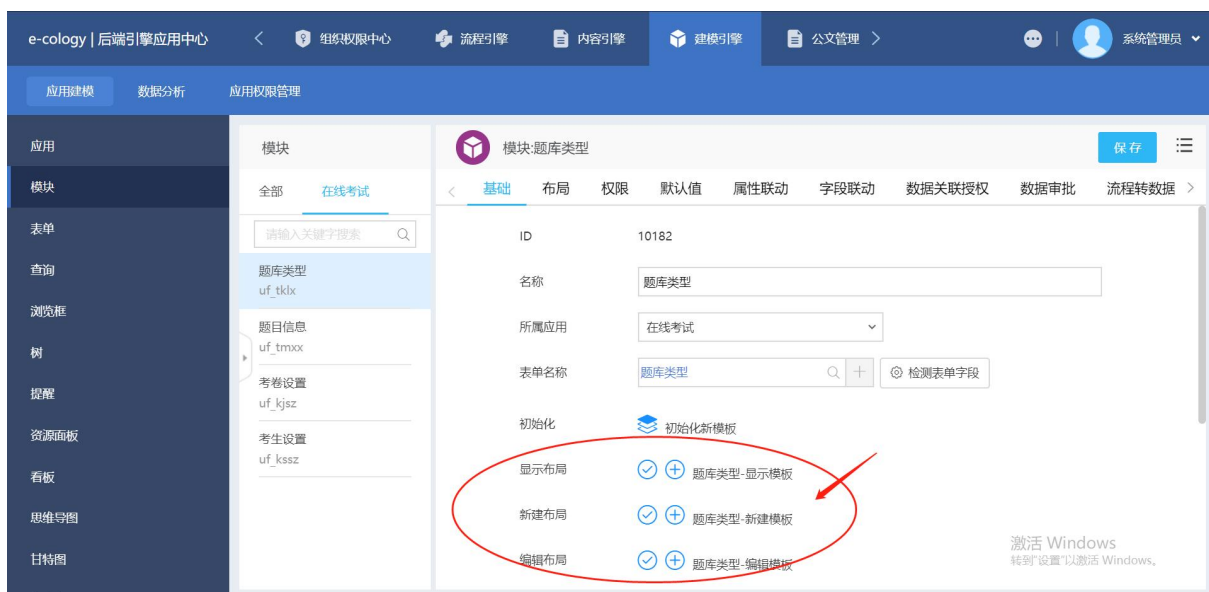 e-cology | 后端引擎应用中心 < 组织权限中心 流程引擎 内容引擎 建模引擎 公文管理 > 系统管理员
应用建模 数据分析 应用权限管理
应用
模块
表单
查询
浏览框
树
提醒
资源面板
看板
思维导图
甘特图
模块
全部 在线考试
请输入关键字搜索
题库类型
uf_tklx
题目信息
uf_tmxx
考卷设置
uf_kjsz
考生设置
uf_kssz
模块:题库类型 保存
< 基础 布局 权限 默认值 属性联动 字段联动 数据关联授权 数据审批 流程转数据 >
ID 10182
名称 题库类型
所属应用 在线考试
表单名称 题库类型 检测表单字段
初始化 初始化新模板
显示布局 题库类型-显示模板
新建布局 题库类型-新建模板
编辑布局 题库类型-编辑模板
激活 Windows
转到"设置"以激活 Windows。